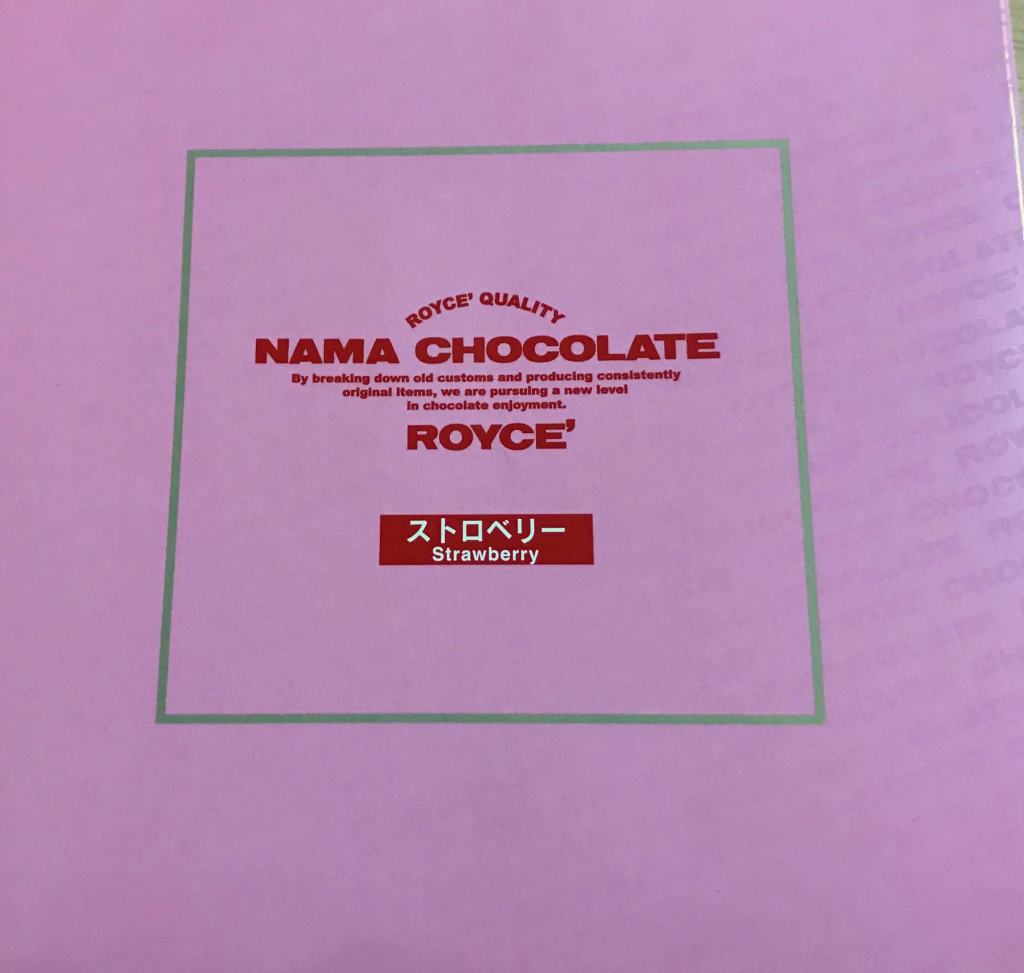 ROYCE' QUALITY
NAMA CHOCOLATE
By breaking down old customs and producing consistently
original items, we are pursuing a new level
in chocolate enjoyment.
ROYCE'
ストロベリー
Strawberry